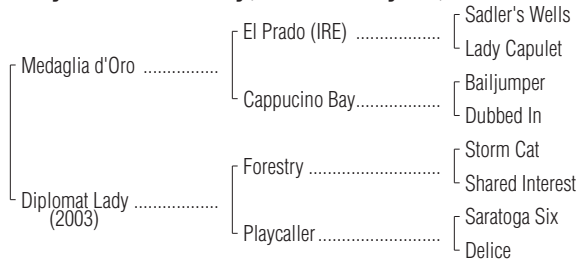 Sadler's Wells
El Prado (IRE) ..................
Lady Capulet
Medaglia d'Oro ................
Bailjumper
Cappucino Bay..................
Dubbed In
Storm Cat
Forestry ............................
Shared Interest
Diplomat Lady ..................
(2003)
Saratoga Six
Playcaller..........................
Delice